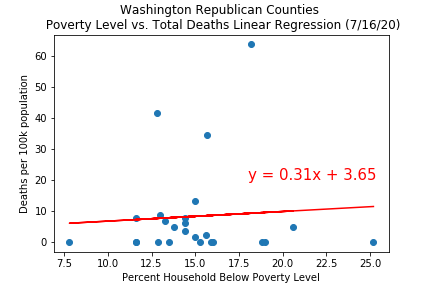 Washington Republican Counties
Poverty Level vs. Total Deaths Linear Regression (7/16/20)
Deaths per 100k population
60
50
40
30
20
10
0
y = 0.31x + 3.65
7.5 10.0 12.5 15.0 17.5 20.0 22.5 25.0
Percent Household Below Poverty Level